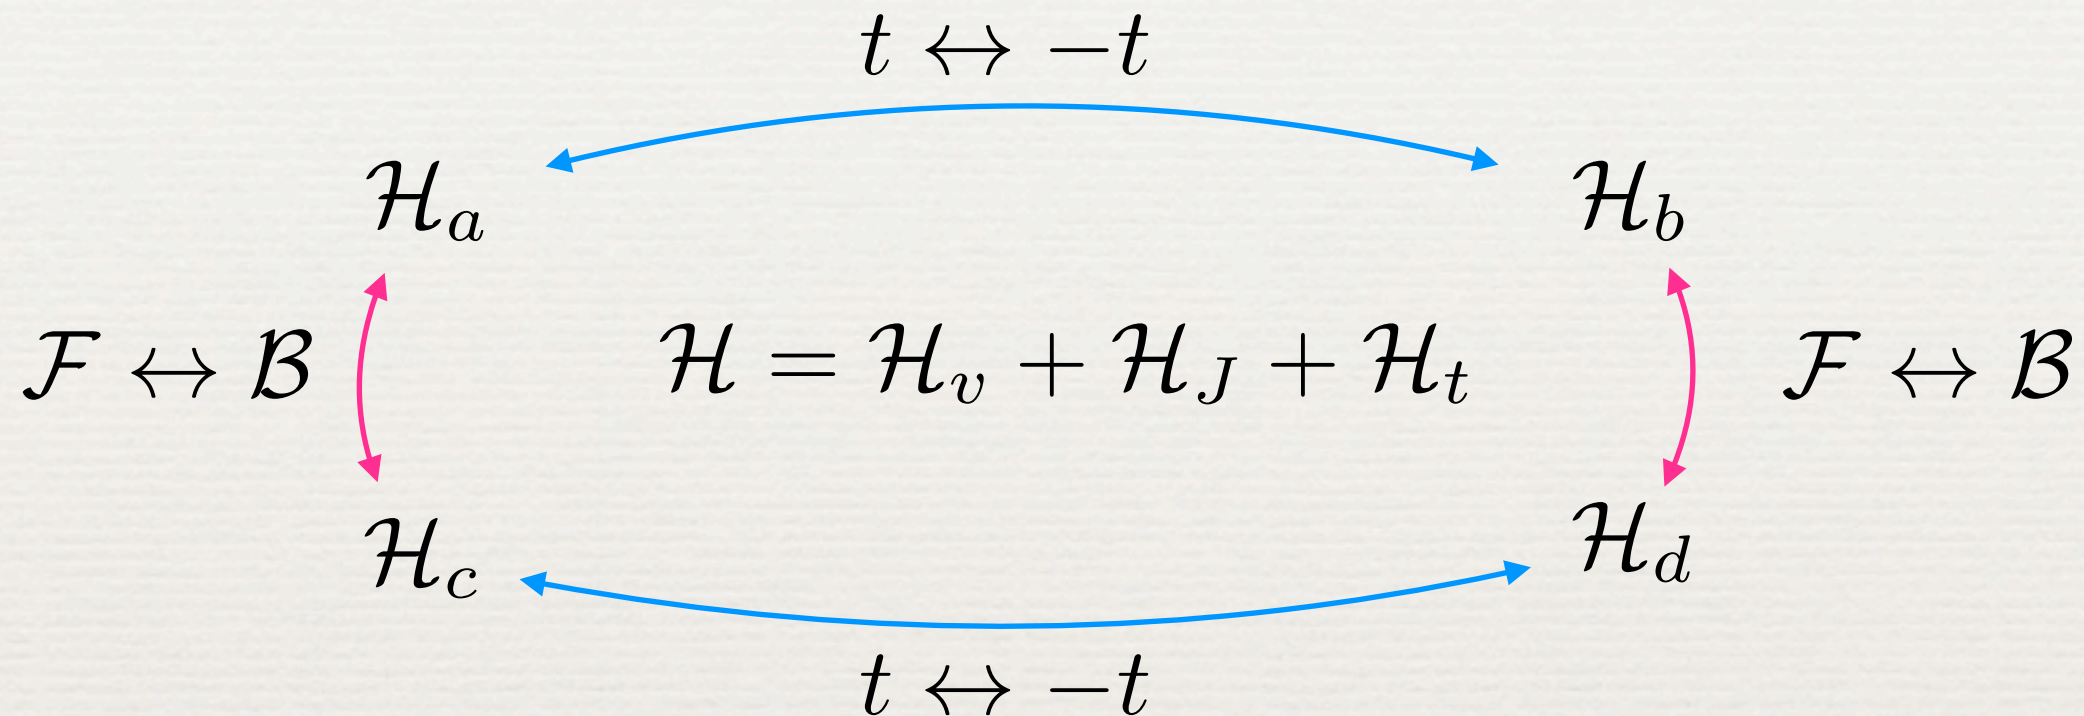 t ↔ −t
ℋ_a
ℋ_b
ℱ ↔ ℬ
ℋ = ℋ_v + ℋ_J + ℋ_t
ℱ ↔ ℬ
ℋ_c
ℋ_d
t ↔ −t